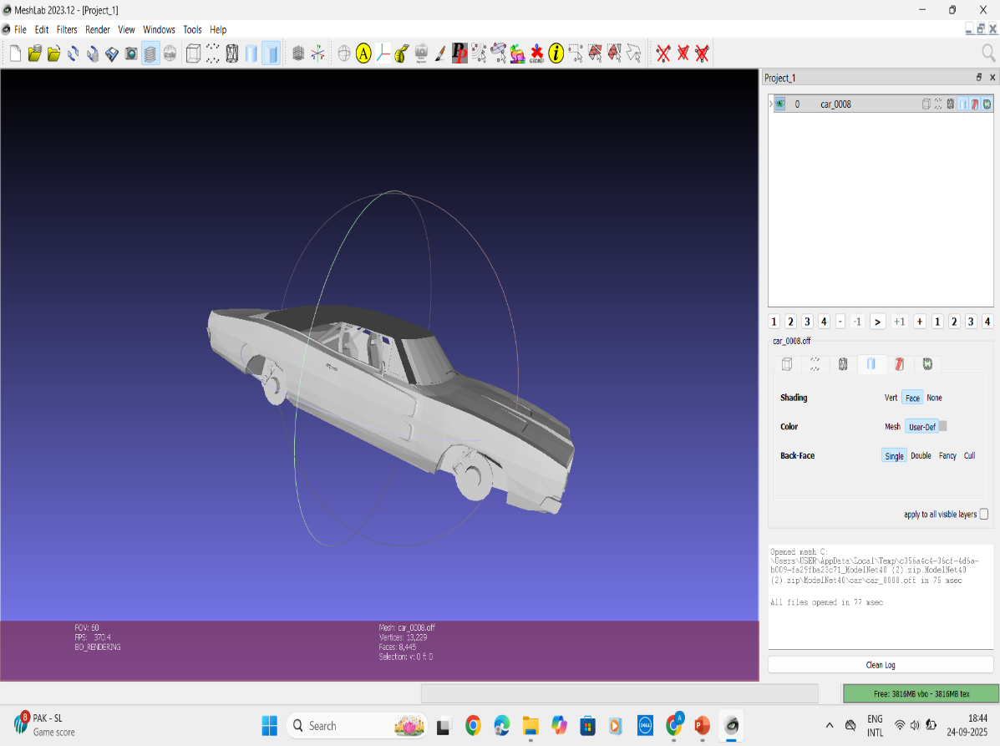 MeshLab 2023.12 - [Project_1]
File Edit Filters Render View Windows Tools Help
A
Pp
GEOREF
i
Project_1
0 car_0008
1 2 3 4 - -1 > +1 + 1 2 3 4
car_0008.off
Shading Vert Face None
Color Mesh User-Def
Back-Face Single Double Fancy Cull
apply to all visible layers
Opened mesh C:
\Users\USER\AppData\Local\Temp\c356a4c4-36cf-4d6a-
b009-fa29fba23c71_ModelNet40 (2).zip.ModelNet40
(2).zip\ModelNet40\car\car_0008.off in 75 msec
All files opened in 77 msec
Clean Log
FOV: 60
FPS: 370.4
BO_RENDERING
Mesh: car_0008.off
Vertices: 13,229
Faces: 8,445
Selection: v: 0 f: 0
Free: 3816MB vbo - 3816MB tex
8
PAK - SL
Game score
Search
DELL
A
P
ENG
INTL
18:44
24-09-2025